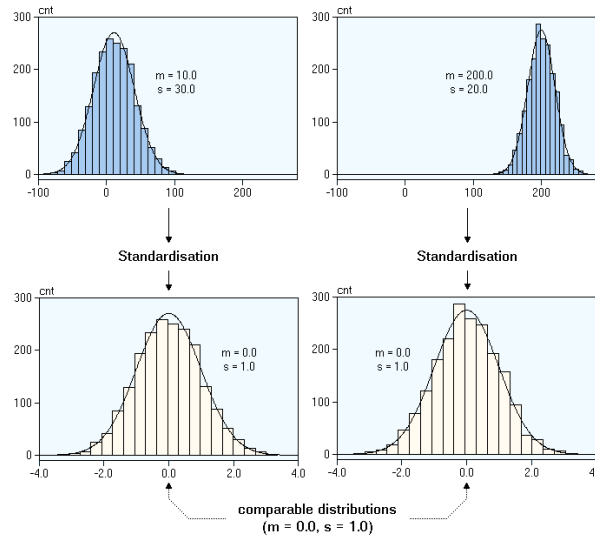 cnt
300
200
100
0
-100
0
100
200
m = 10.0
s = 30.0
cnt
300
200
100
0
-100
0
100
200
m = 200.0
s = 20.0
Standardisation
Standardisation
cnt
300
200
100
0
-4.0
-2.0
0.0
2.0
4.0
m = 0.0
s = 1.0
cnt
300
200
100
0
-4.0
-2.0
0.0
2.0
4.0
m = 0.0
s = 1.0
comparable distributions
(m = 0.0, s = 1.0)